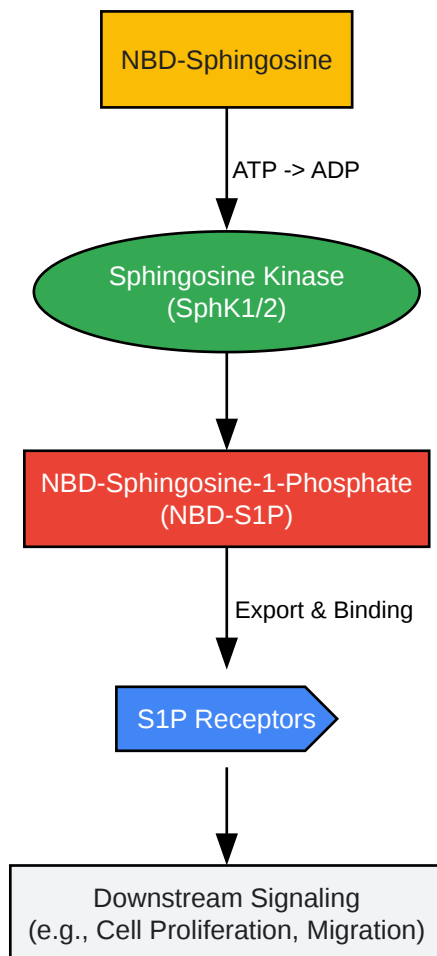 NBD-Sphingosine
ATP -> ADP
Sphingosine Kinase
(SphK1/2)
NBD-Sphingosine-1-Phosphate
(NBD-S1P)
Export & Binding
S1P Receptors
Downstream Signaling
(e.g., Cell Proliferation, Migration)